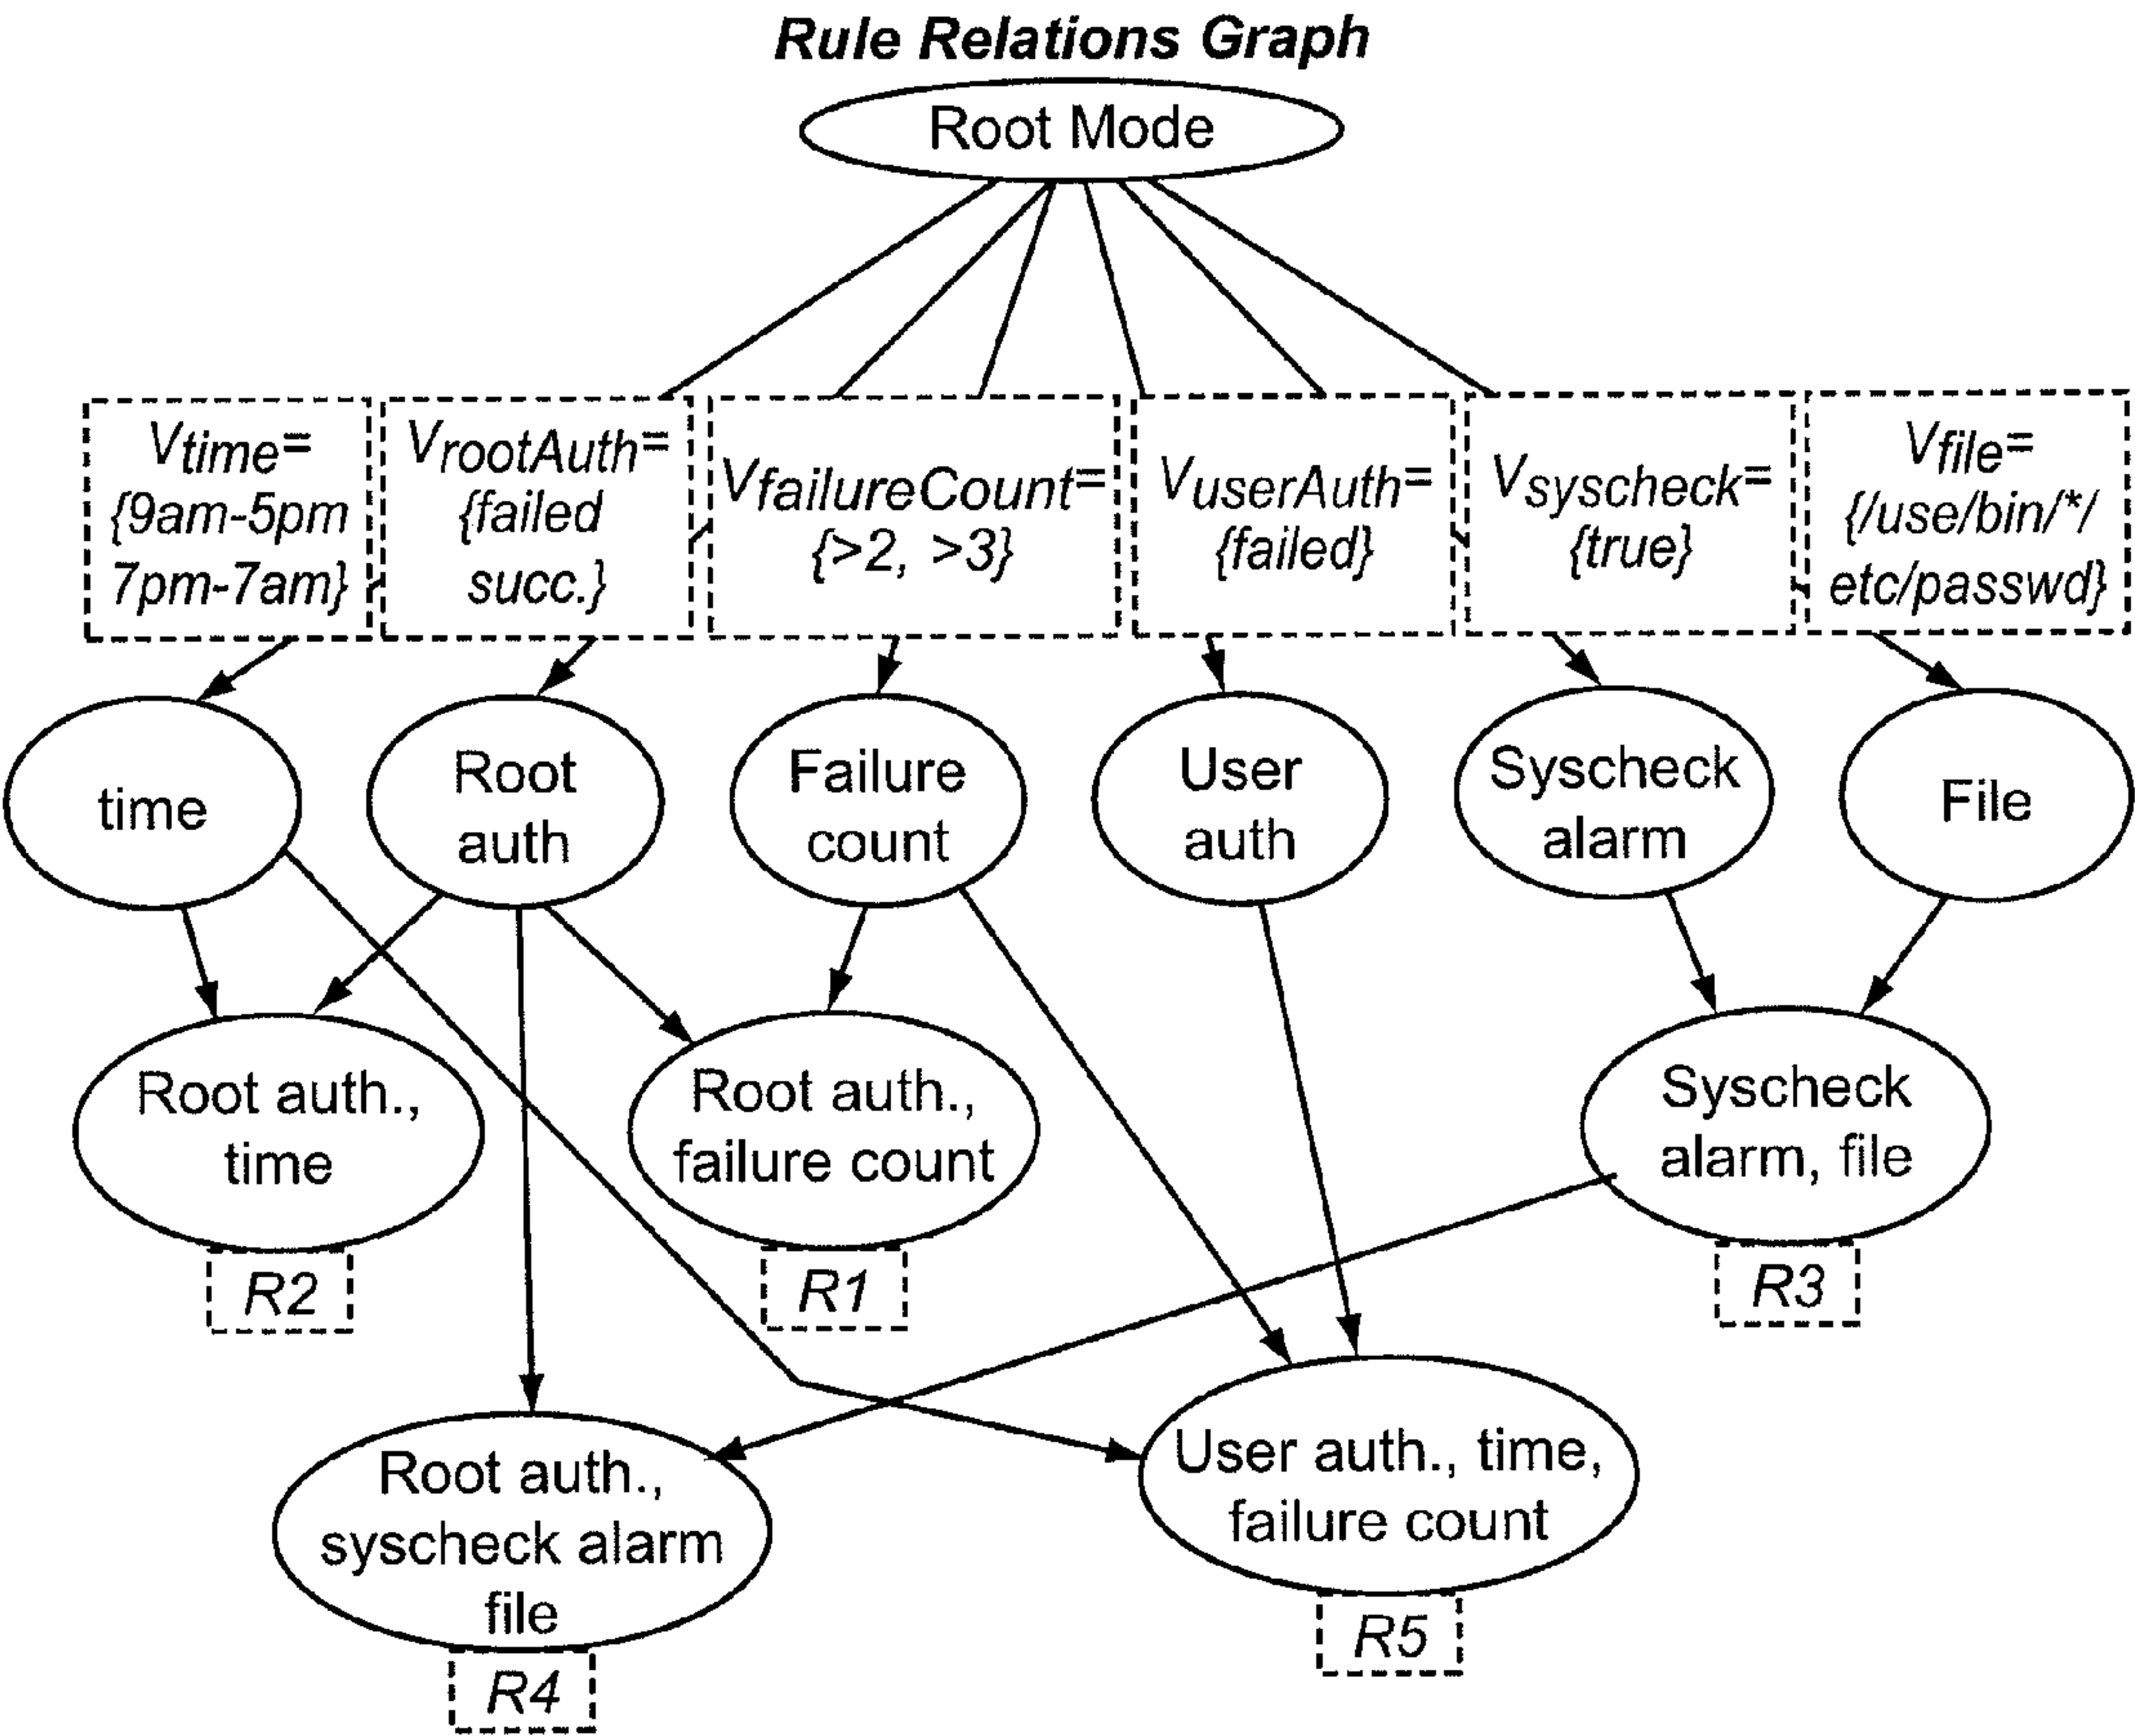 Rule Relations Graph
Root Mode
Vtime=
{9am-5pm
7pm-7am}
VrootAuth=
{failed
succ.}
VfailureCount=
{>2, >3}
VuserAuth=
{failed}
Vsyscheck=
{true}
Vfile=
{/use/bin/*/
etc/passwd}
time
Root
auth
Failure
count
User
auth
Syscheck
alarm
File
Root auth.,
time
Root auth.,
failure count
Syscheck
alarm, file
R2
R1
R3
Root auth.,
syscheck alarm
file
User auth., time,
failure count
R4
R5